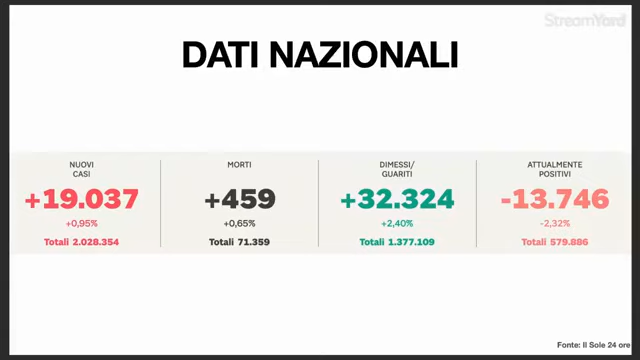 StreamYard
DATI NAZIONALI
NUOVI
CASI
+19.037
+0,95%
Totali 2.028.354
MORTI
+459
+0,65%
Totali 71.359
DIMESSI/
GUARITI
+32.324
+2,40%
Totali 1.377.109
ATTUALMENTE
POSITIVI
-13.746
-2,32%
Totali 579.886
Fonte: Il Sole 24 ore